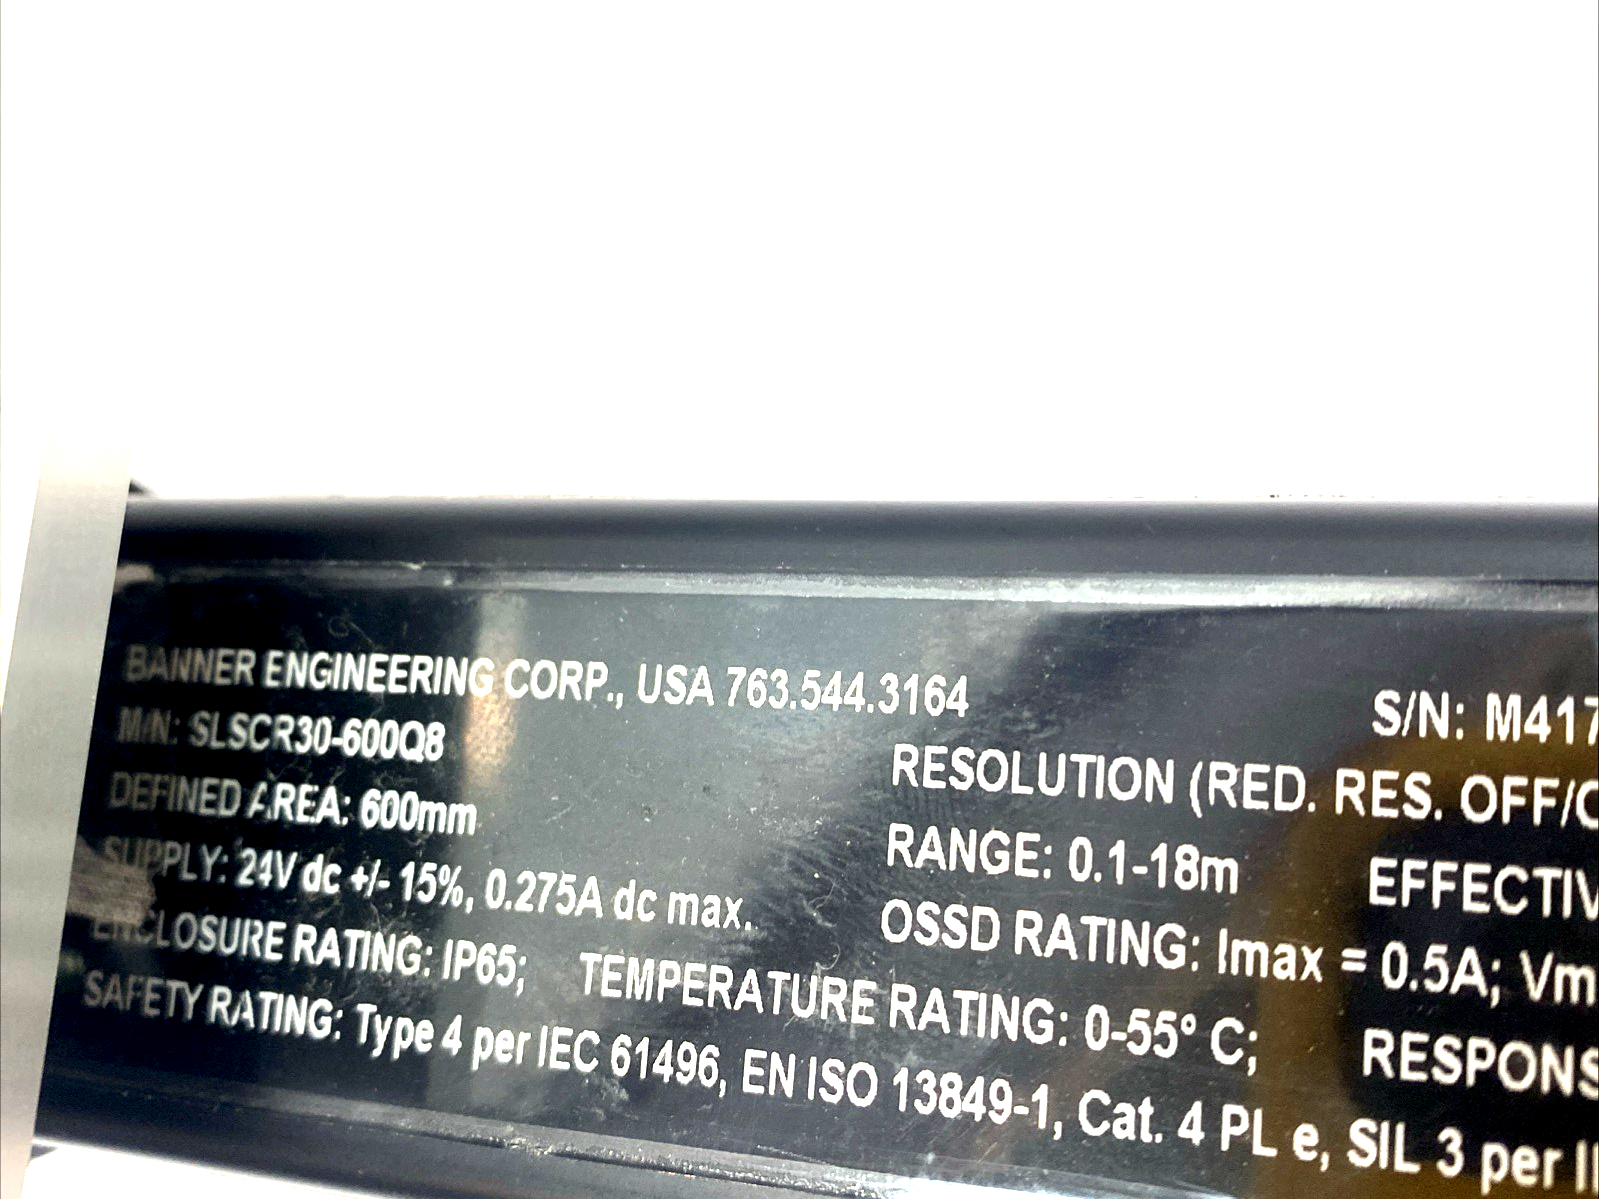 BANNER ENGINEERING CORP., USA 763.544.3164
S/N: M417
M/N: SLSCR30-600Q8
RESOLUTION (RED. RES. OFF/O
DEFINED AREA: 600mm
RANGE: 0.1-18m EFFECTIV
SUPPLY: 24V dc +/- 15%, 0.275A dc max.
OSSD RATING: Imax = 0.5A; Vm
ENCLOSURE RATING: IP65; TEMPERATURE RATING: 0-55° C; RESPONS
SAFETY RATING: Type 4 per IEC 61496, EN ISO 13849-1, Cat. 4 PL e, SIL 3 per I